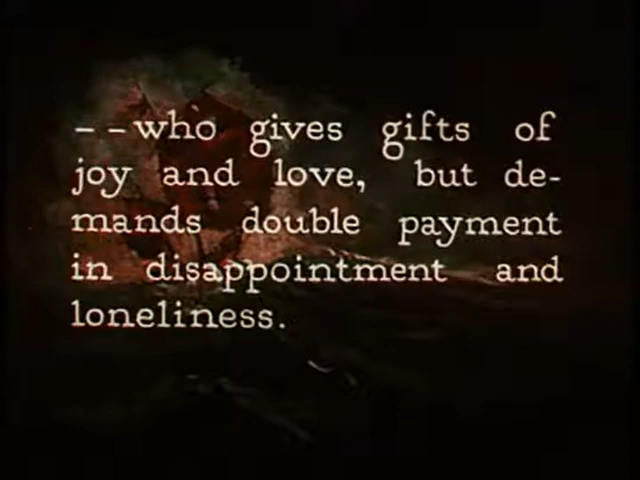 --who gives gifts of
joy and love, but de-
mands double payment
in disappointment and
loneliness.